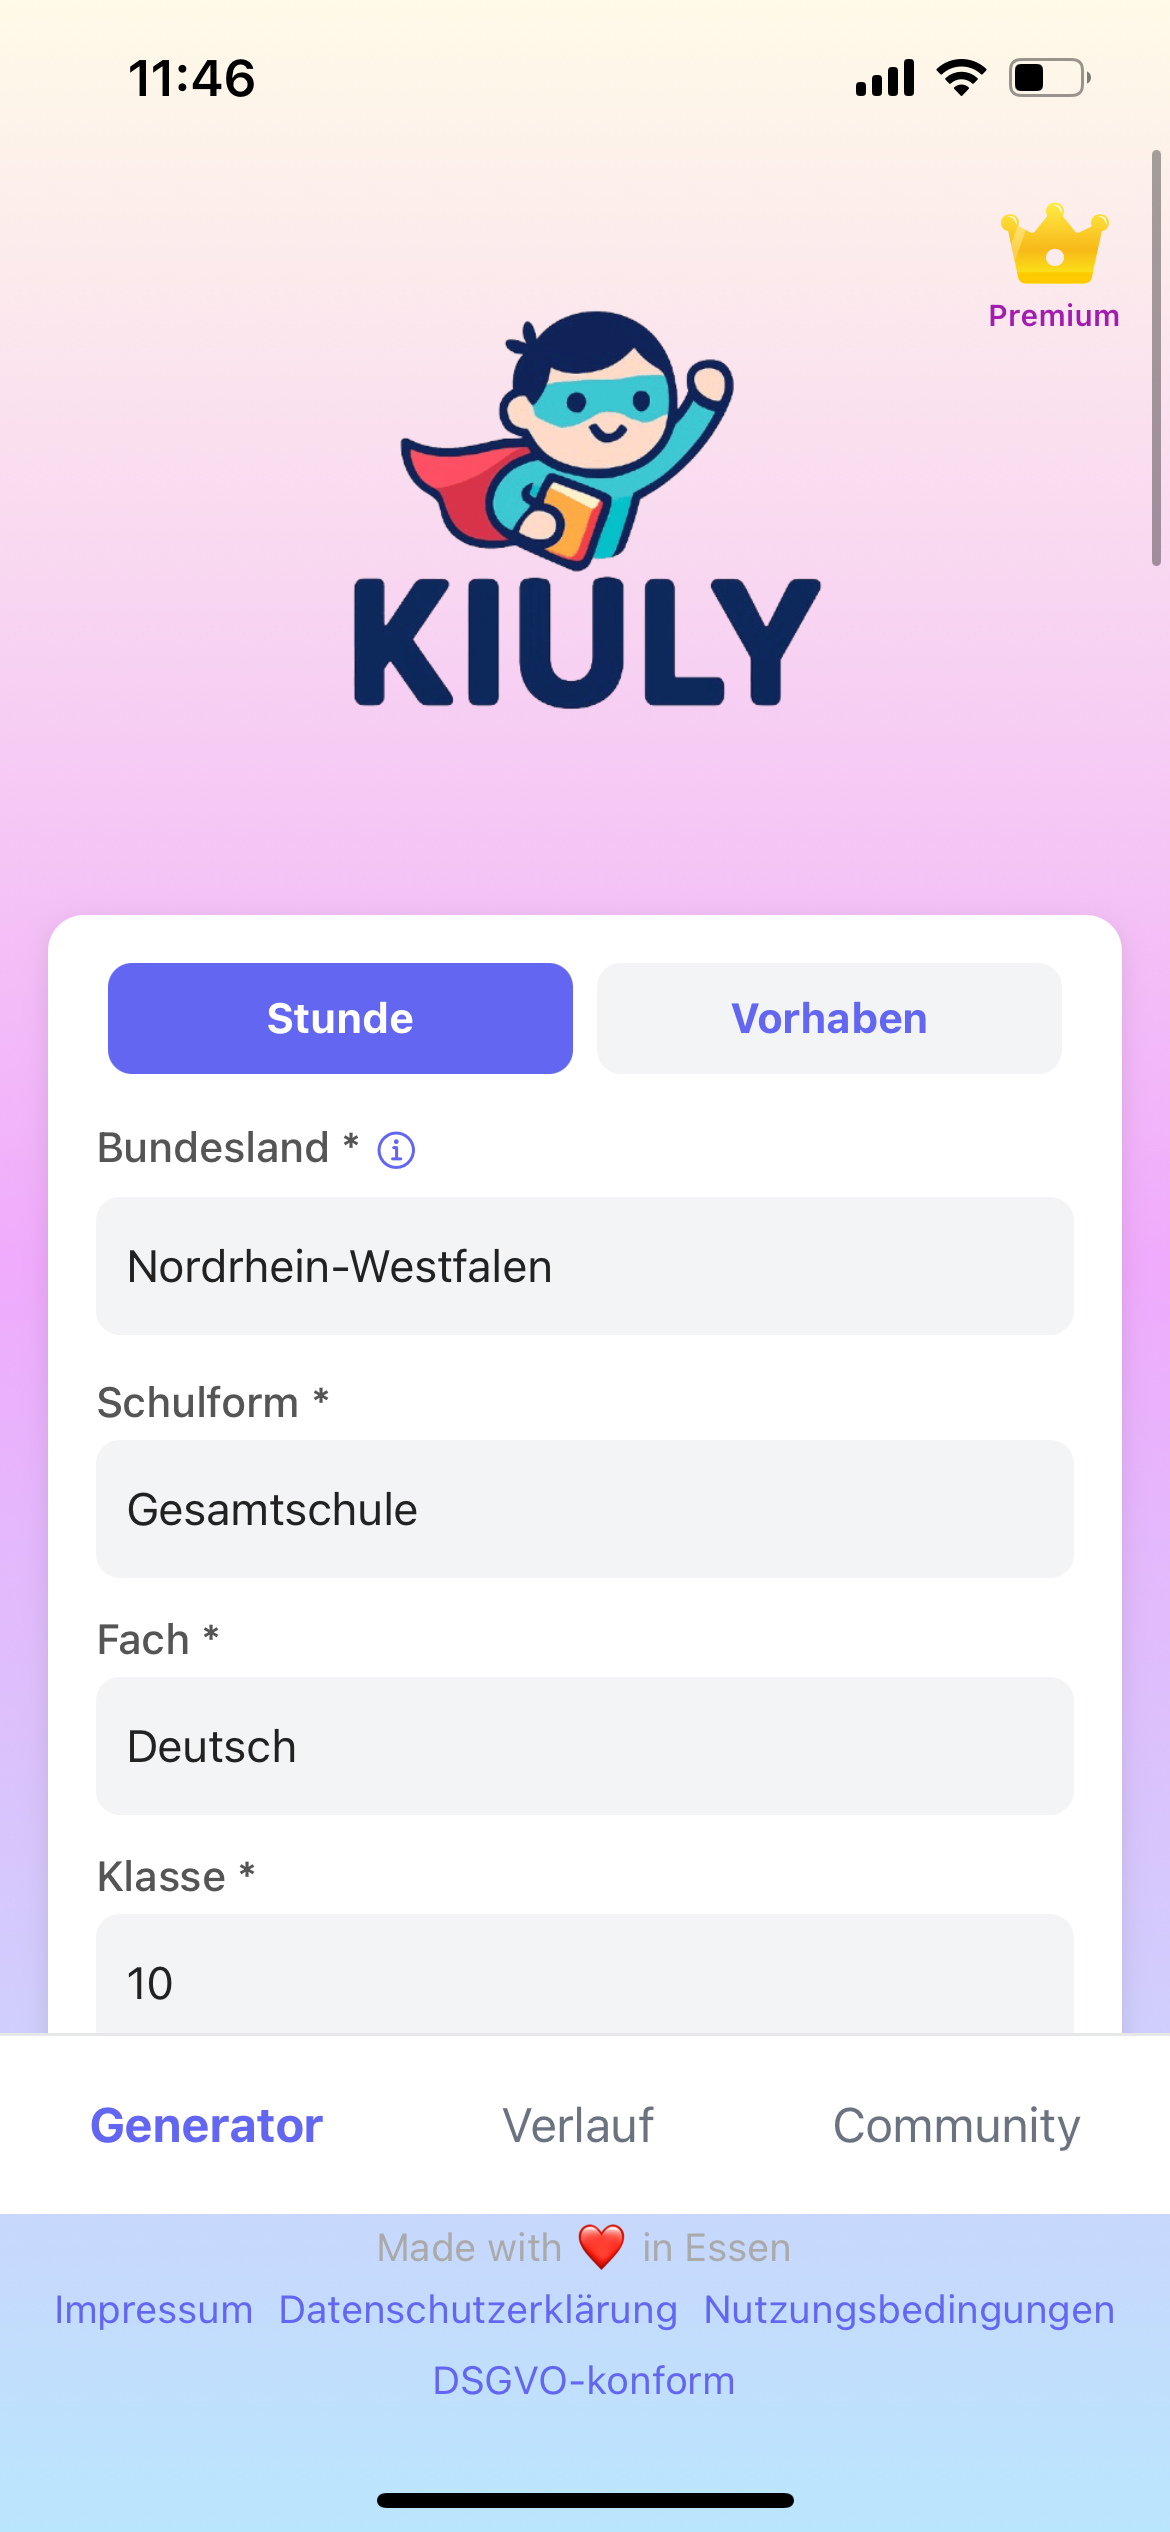 11:46
Premium
KIULY
Stunde Vorhaben
Bundesland *
Nordrhein-Westfalen
Schulform *
Gesamtschule
Fach *
Deutsch
Klasse *
10
Generator Verlauf Community
Made with ❤️ in Essen
Impressum Datenschutzerklärung Nutzungsbedingungen
DSGVO-konform